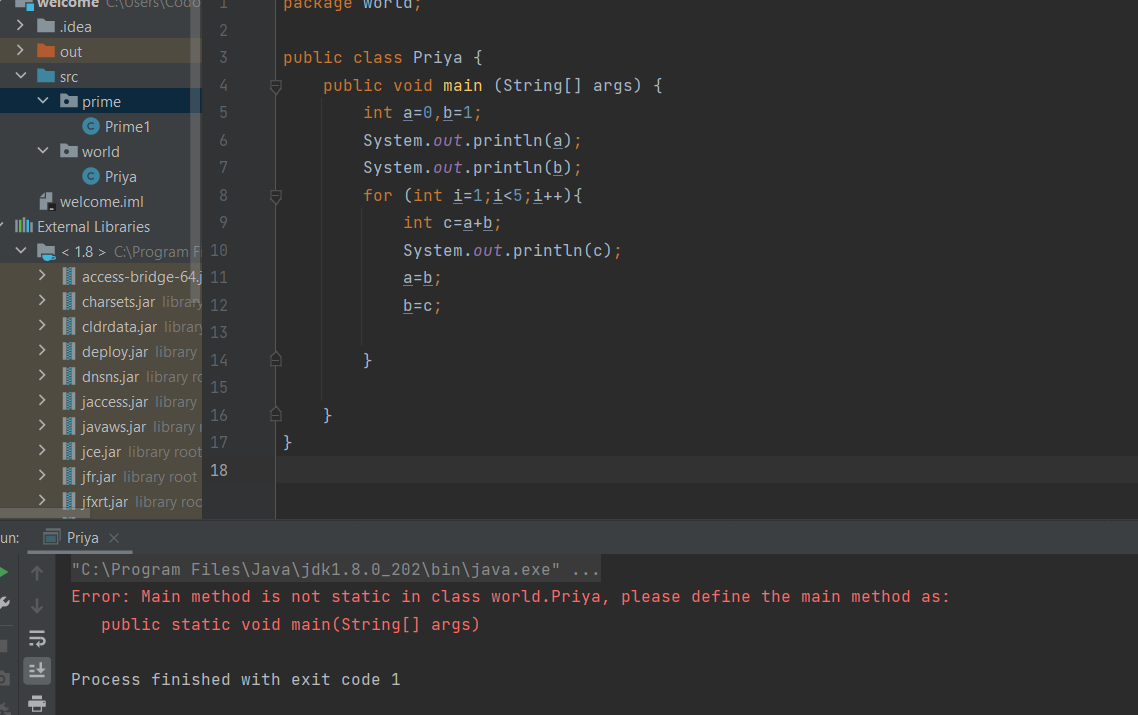 welcome C:\Users\Codo
.idea
out
src
prime
Prime1
world
Priya
welcome.iml
External Libraries
< 1.8 > C:\Program F
access-bridge-64.j
charsets.jar library
cldrdata.jar library
deploy.jar library
dnsns.jar library ro
jaccess.jar library
javaws.jar library
jce.jar library root
jfr.jar library root
jfxrt.jar library roo
1 package world;
2
3 public class Priya {
4 public void main (String[] args) {
5 int a=0,b=1;
6 System.out.println(a);
7 System.out.println(b);
8 for (int i=1;i<5;i++){
9 int c=a+b;
10 System.out.println(c);
11 a=b;
12 b=c;
13
14 }
15
16 }
17 }
18
un: Priya
"C:\Program Files\Java\jdk1.8.0_202\bin\java.exe" ...
Error: Main method is not static in class world.Priya, please define the main method as:
public static void main(String[] args)
Process finished with exit code 1